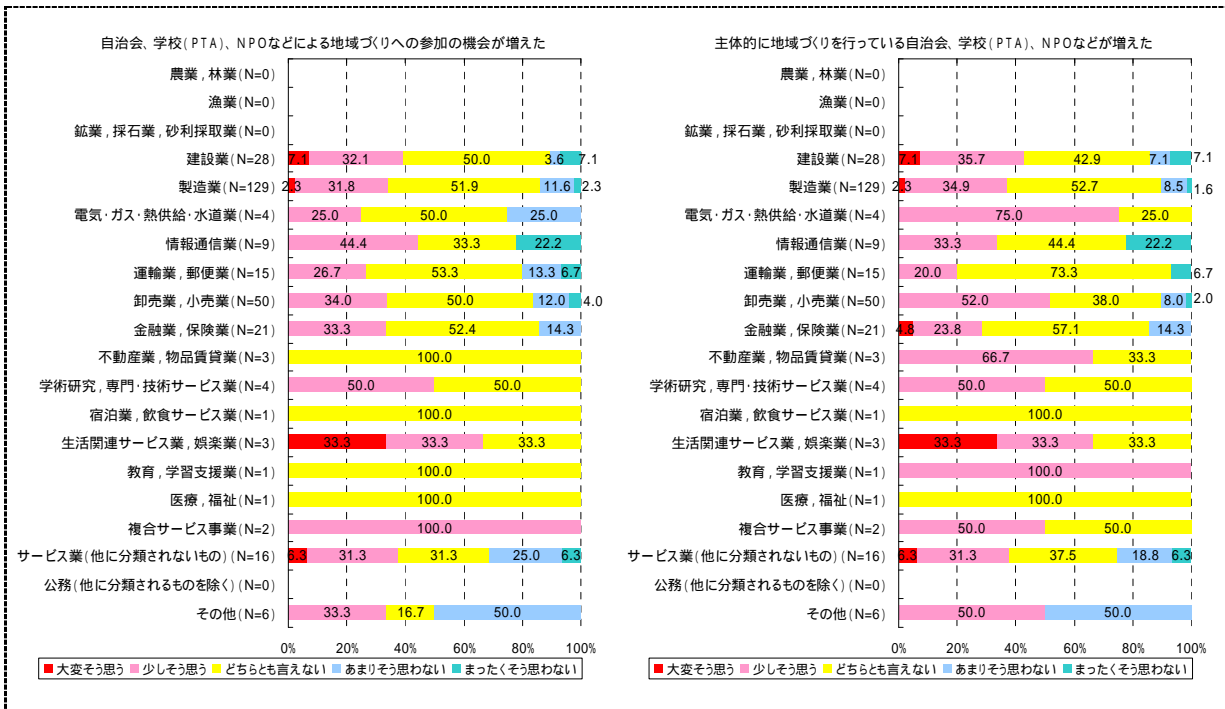 自治会、学校(PTA)、NPOなどによる地域づくりへの参加の機会が増えた
農業,林業(N=0)
漁業(N=0)
鉱業,採石業,砂利採取業(N=0)
建設業(N=28) 7.1 32.1 50.0 3.6 7.1
製造業(N=129) 2.3 31.8 51.9 11.6 2.3
電気・ガス・熱供給・水道業(N=4) 25.0 50.0 25.0
情報通信業(N=9) 44.4 33.3 22.2
運輸業,郵便業(N=15) 26.7 53.3 13.3 6.7
卸売業,小売業(N=50) 34.0 50.0 12.0 4.0
金融業,保険業(N=21) 33.3 52.4 14.3
不動産業,物品賃貸業(N=3) 100.0
学術研究,専門・技術サービス業(N=4) 50.0 50.0
宿泊業,飲食サービス業(N=1) 100.0
生活関連サービス業,娯楽業(N=3) 33.3 33.3 33.3
教育,学習支援業(N=1) 100.0
医療,福祉(N=1) 100.0
複合サービス事業(N=2) 100.0
サービス業(他に分類されないもの)(N=16) 6.3 31.3 31.3 25.0 6.3
公務(他に分類されるものを除く)(N=0)
その他(N=6) 33.3 16.7 50.0
0% 20% 40% 60% 80% 100%
大変そう思う 少しそう思う どちらとも言えない あまりそう思わない まったくそう思わない
主体的に地域づくりを行っている自治会、学校(PTA)、NPOなどが増えた
農業,林業(N=0)
漁業(N=0)
鉱業,採石業,砂利採取業(N=0)
建設業(N=28) 7.1 35.7 42.9 7.1 7.1
製造業(N=129) 2.3 34.9 52.7 8.5 1.6
電気・ガス・熱供給・水道業(N=4) 75.0 25.0
情報通信業(N=9) 33.3 44.4 22.2
運輸業,郵便業(N=15) 20.0 73.3 6.7
卸売業,小売業(N=50) 52.0 38.0 8.0 2.0
金融業,保険業(N=21) 4.8 23.8 57.1 14.3
不動産業,物品賃貸業(N=3) 66.7 33.3
学術研究,専門・技術サービス業(N=4) 50.0 50.0
宿泊業,飲食サービス業(N=1) 100.0
生活関連サービス業,娯楽業(N=3) 33.3 33.3 33.3
教育,学習支援業(N=1) 100.0
医療,福祉(N=1) 100.0
複合サービス事業(N=2) 50.0 50.0
サービス業(他に分類されないもの)(N=16) 6.3 31.3 37.5 18.8 6.3
公務(他に分類されるものを除く)(N=0)
その他(N=6) 50.0 50.0
0% 20% 40% 60% 80% 100%
大変そう思う 少しそう思う どちらとも言えない あまりそう思わない まったくそう思わない